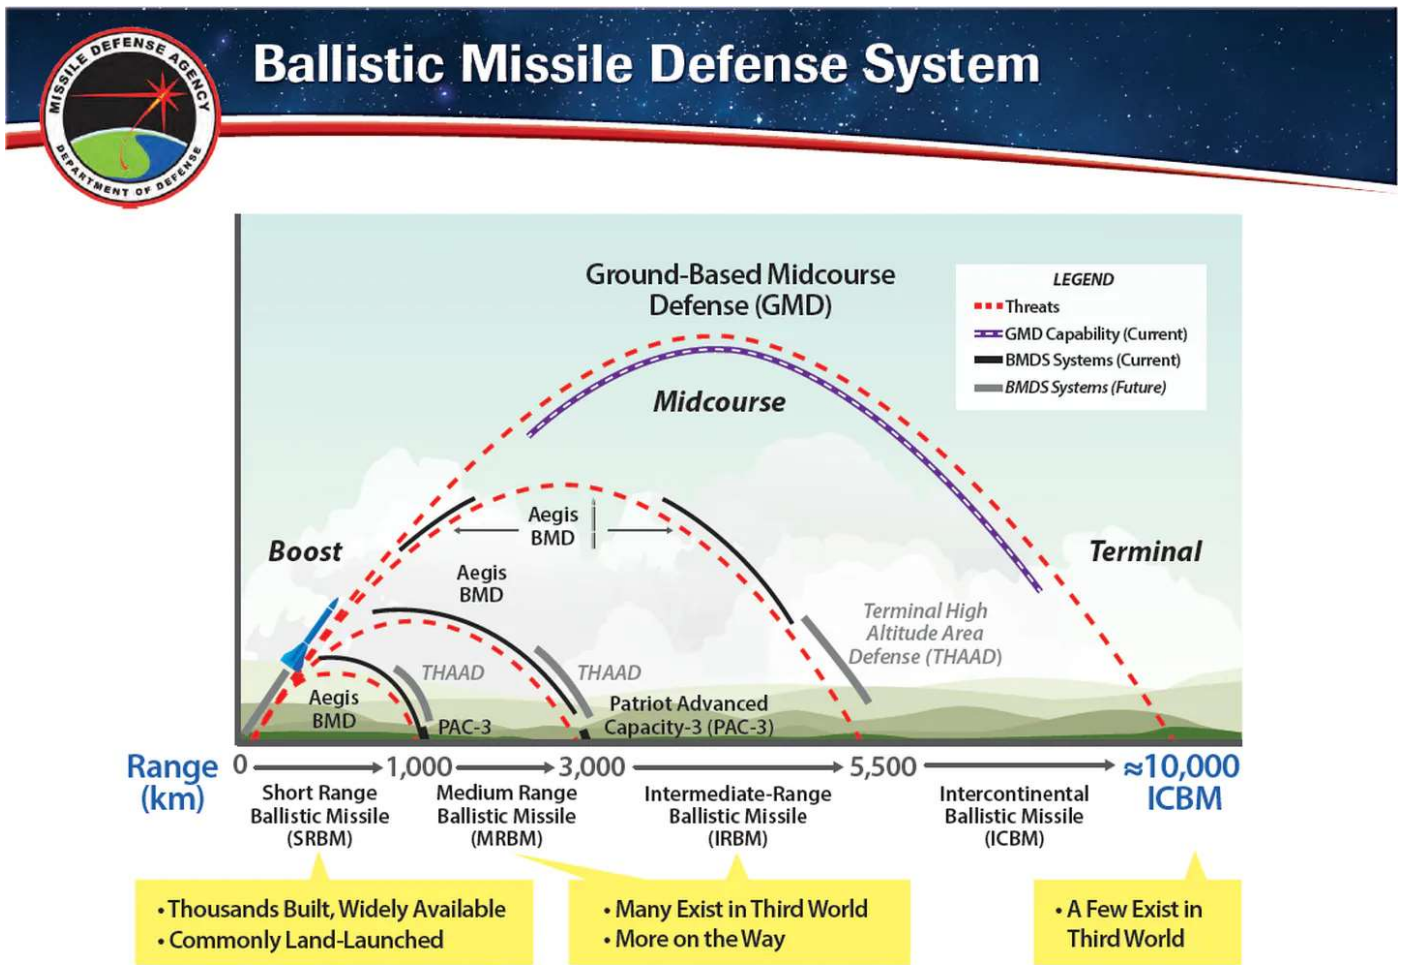 MISSILE DEFENSE AGENCY
DEPARTMENT OF DEFENSE
Ballistic Missile Defense System
Ground-Based Midcourse
Defense (GMD)
LEGEND
Threats
GMD Capability (Current)
BMDS Systems (Current)
BMDS Systems (Future)
Midcourse
Boost
Aegis
BMD
Terminal
Aegis
BMD
Terminal High
Altitude Area
Defense (THAAD)
THAAD
THAAD
Aegis
BMD
PAC-3
Patriot Advanced
Capacity-3 (PAC-3)
Range
(km)
0
1,000
3,000
5,500
≈10,000
ICBM
Short Range
Ballistic Missile
(SRBM)
Medium Range
Ballistic Missile
(MRBM)
Intermediate-Range
Ballistic Missile
(IRBM)
Intercontinental
Ballistic Missile
(ICBM)
• Thousands Built, Widely Available
• Commonly Land-Launched
• Many Exist in Third World
• More on the Way
• A Few Exist in
Third World